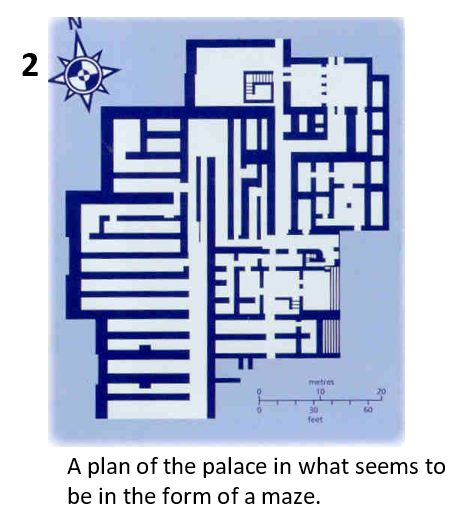 N
2
metres
0 10 20
0 30 60
feet
A plan of the palace in what seems to
be in the form of a maze.